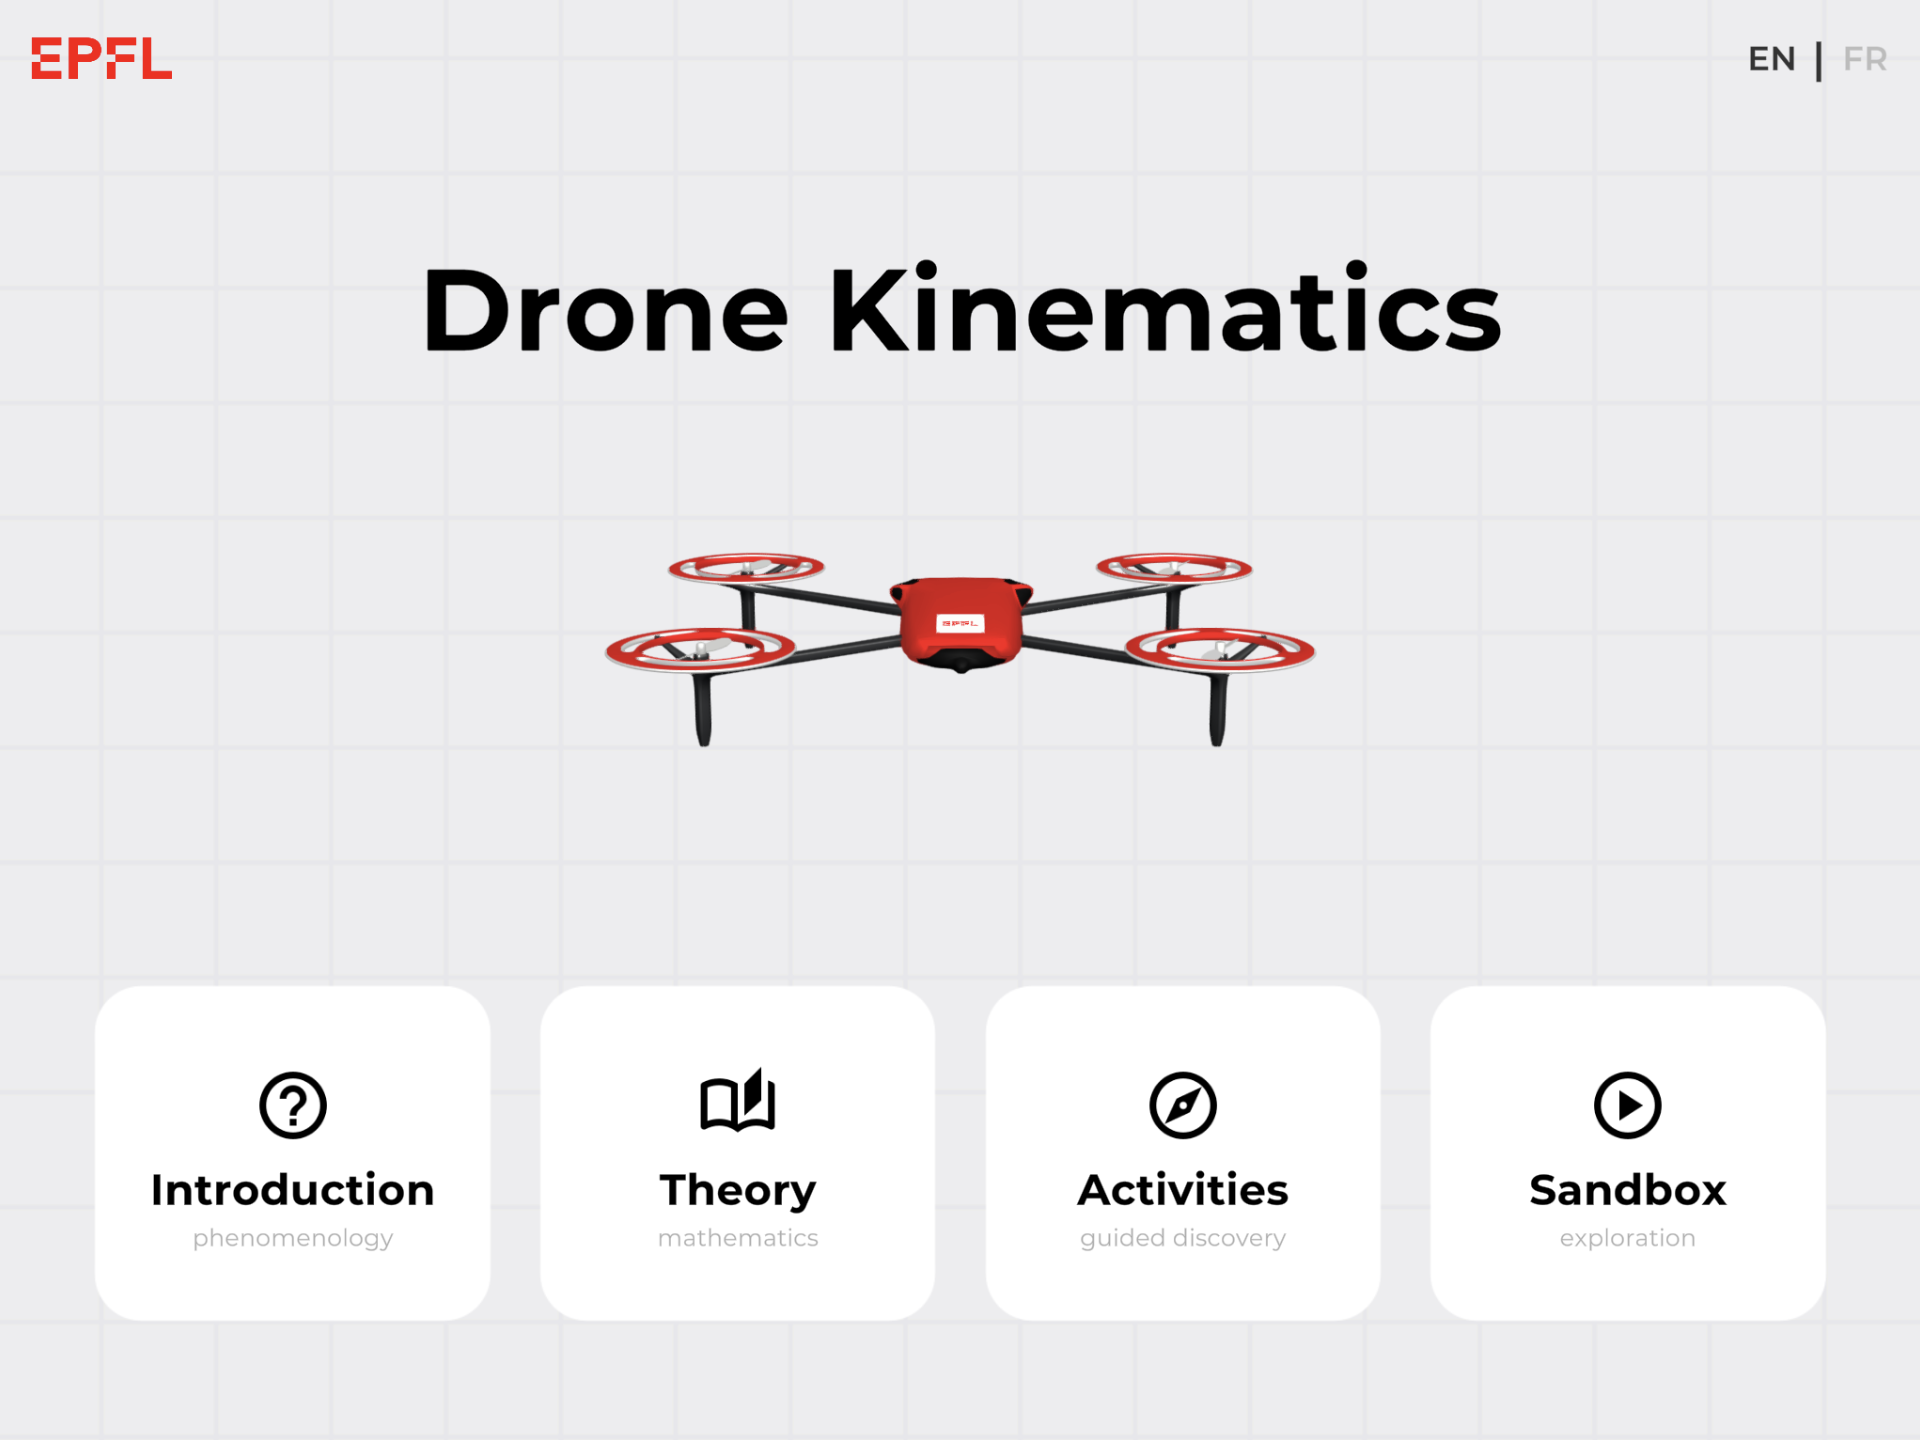 EPFL
EN | FR
Drone Kinematics
EPFL
Introduction
phenomenology
Theory
mathematics
Activities
guided discovery
Sandbox
exploration